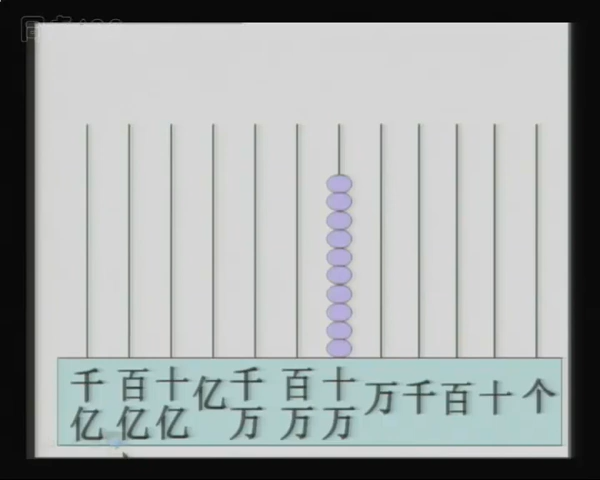 千亿 百亿 十亿 亿 千万 百万 十万 万 千 百 十 个